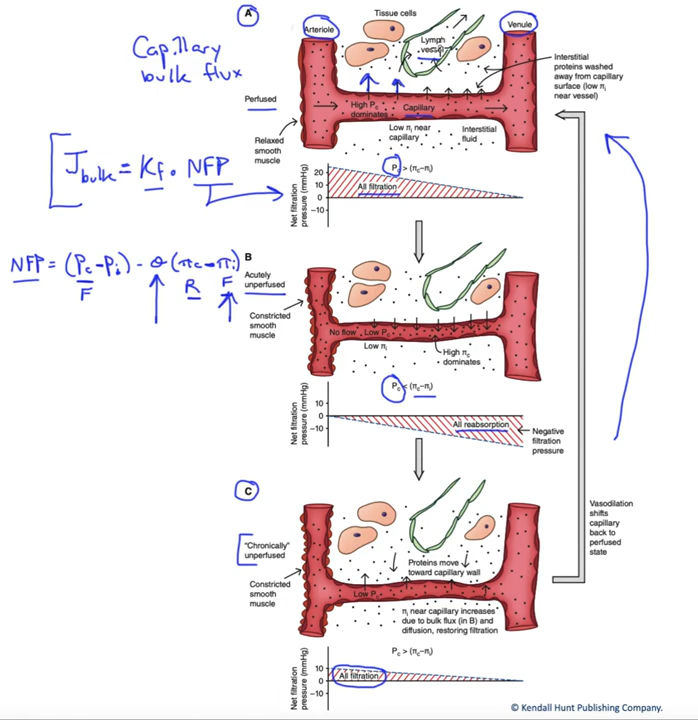 A
Capillary
bulk flux
Arteriole
Tissue cells
Lymph
vessel
Venule
Interstitial
proteins washed
away from capillary
surface (low πi
near vessel)
Perfused
High Pc
dominates
Capillary
Relaxed
smooth
muscle
Low πi near
capillary
Interstitial
fluid
Jbulk = Kf • NFP
Pc > (πc–πi)
Net filtration
pressure (mmHg)
20
10
0
–10
All filtration
NFP = (Pc-Pi) - σ (πc-πi)
F
R
F
B
Acutely
unperfused
Constricted
smooth
muscle
No flow
Low Pc
Low πi
High πc
dominates
Pc < (πc–πi)
Net filtration
pressure (mmHg)
10
0
–10
All reabsorption
Negative
filtration
pressure
C
"Chronically"
unperfused
Constricted
smooth
muscle
Proteins move
toward capillary wall
Low Pc
πi near capillary increases
due to bulk flux (in B) and
diffusion, restoring filtration
Vasodilation
shifts
capillary
back to
perfused
state
Pc > (πc–πi)
Net filtration
pressure (mmHg)
10
0
–10
All filtration
© Kendall Hunt Publishing Company.